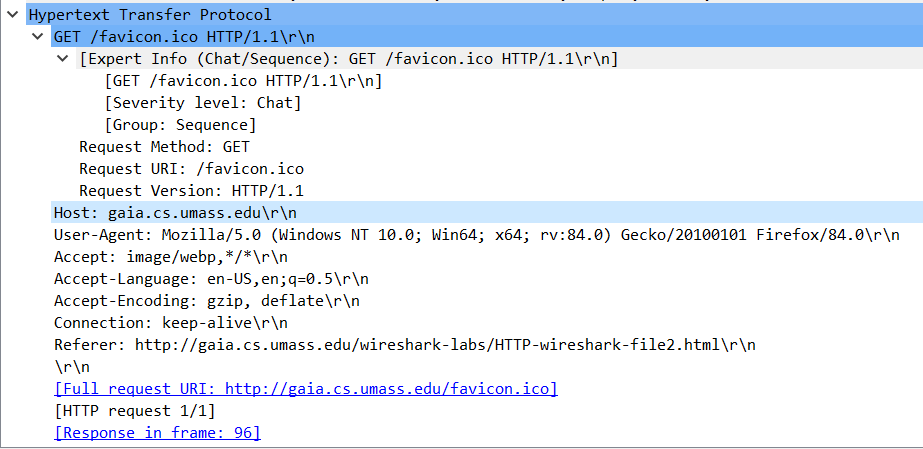 Hypertext Transfer Protocol
GET /favicon.ico HTTP/1.1\r\n
[Expert Info (Chat/Sequence): GET /favicon.ico HTTP/1.1\r\n]
[GET /favicon.ico HTTP/1.1\r\n]
[Severity level: Chat]
[Group: Sequence]
Request Method: GET
Request URI: /favicon.ico
Request Version: HTTP/1.1
Host: gaia.cs.umass.edu\r\n
User-Agent: Mozilla/5.0 (Windows NT 10.0; Win64; x64; rv:84.0) Gecko/20100101 Firefox/84.0\r\n
Accept: image/webp,*/*\r\n
Accept-Language: en-US,en;q=0.5\r\n
Accept-Encoding: gzip, deflate\r\n
Connection: keep-alive\r\n
Referer: http://gaia.cs.umass.edu/wireshark-labs/HTTP-wireshark-file2.html\r\n
\r\n
[Full request URI: http://gaia.cs.umass.edu/favicon.ico]
[HTTP request 1/1]
[Response in frame: 96]